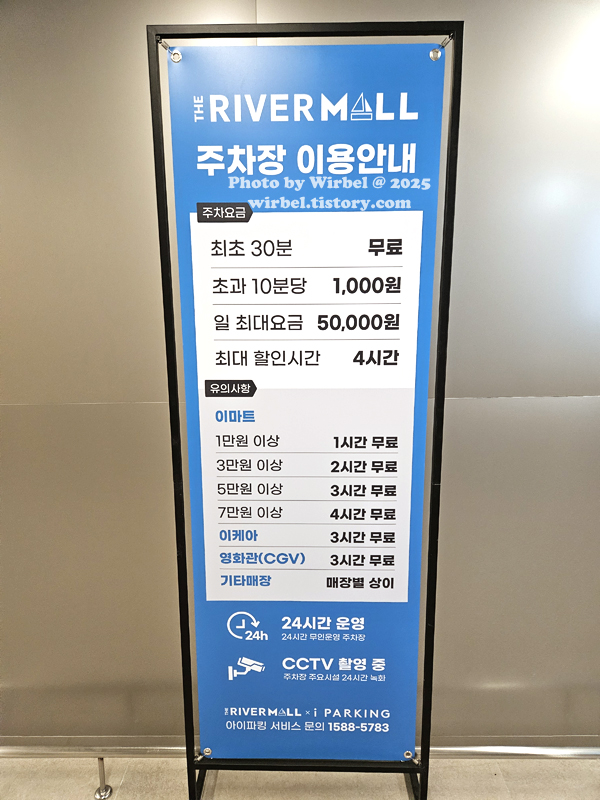 THE RIVERMALL
주차장 이용안내
Photo by Wirbel @ 2025
wirbel.tistory.com
주차요금
최초 30분 무료
초과 10분당 1,000원
일 최대요금 50,000원
최대 할인시간 4시간
유의사항
이마트
1만원 이상 1시간 무료
3만원 이상 2시간 무료
5만원 이상 3시간 무료
7만원 이상 4시간 무료
이케아 3시간 무료
영화관(CGV) 3시간 무료
기타매장 매장별 상이
24h 24시간 운영
24시간 무인운영 주차장
CCTV 촬영 중
주차장 주요시설 24시간 녹화
THE RIVERMALL × i PARKING
아이파킹 서비스 문의 1588-5783